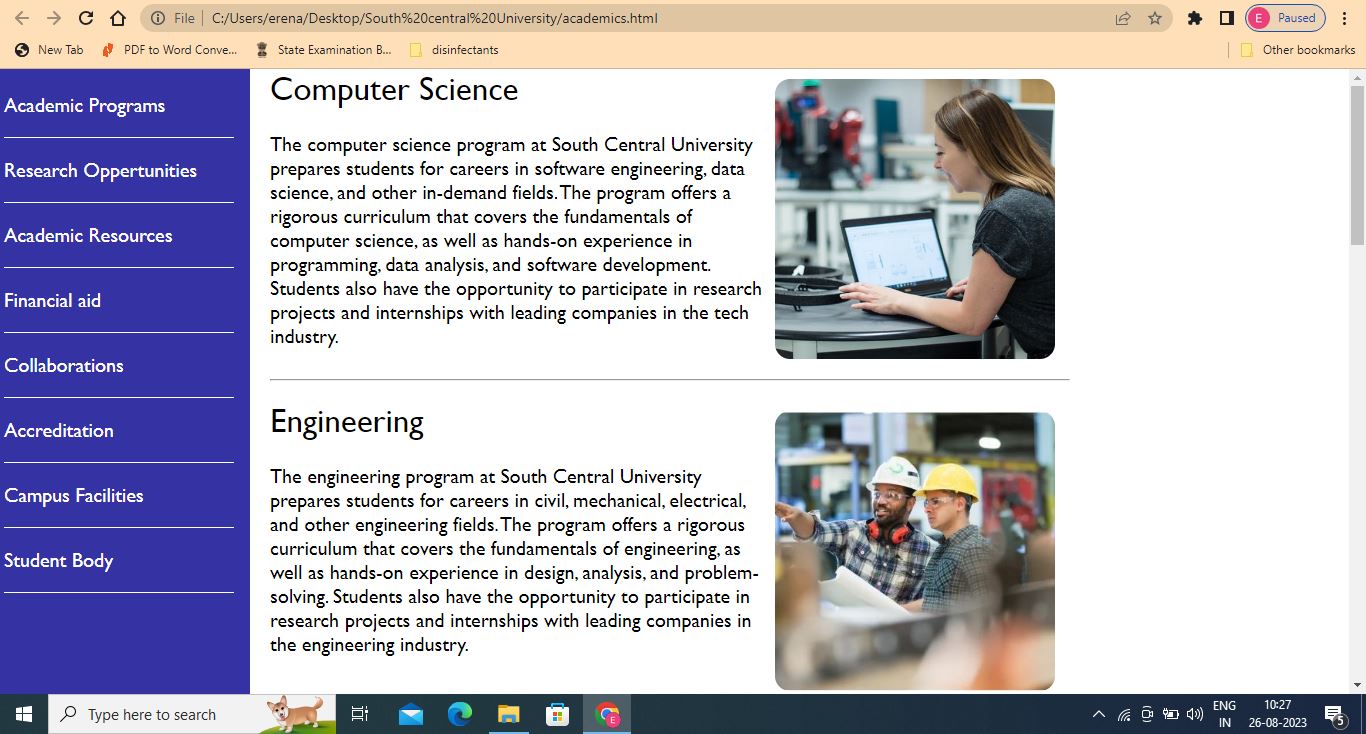 File C:/Users/erena/Desktop/South%20central%20University/academics.html
E Paused
New Tab PDF to Word Conve... State Examination B... disinfectants Other bookmarks
Academic Programs
Research Oppertunities
Academic Resources
Financial aid
Collaborations
Accreditation
Campus Facilities
Student Body
Computer Science
The computer science program at South Central University
prepares students for careers in software engineering, data
science, and other in-demand fields. The program offers a
rigorous curriculum that covers the fundamentals of
computer science, as well as hands-on experience in
programming, data analysis, and software development.
Students also have the opportunity to participate in research
projects and internships with leading companies in the tech
industry.
Engineering
The engineering program at South Central University
prepares students for careers in civil, mechanical, electrical,
and other engineering fields. The program offers a rigorous
curriculum that covers the fundamentals of engineering, as
well as hands-on experience in design, analysis, and problem-
solving. Students also have the opportunity to participate in
research projects and internships with leading companies in
the engineering industry.
Type here to search
E
ENG
IN
10:27
26-08-2023
5